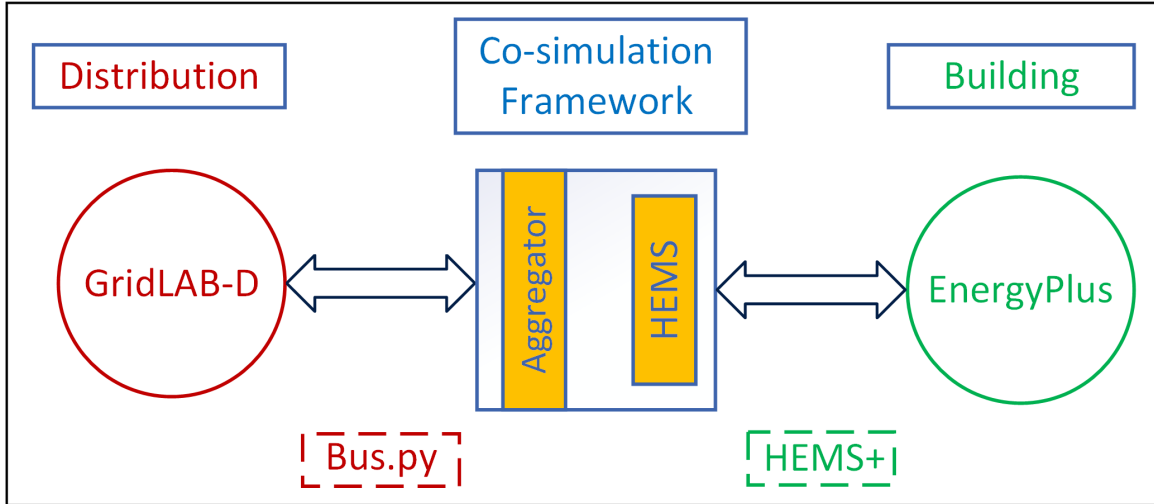 Distribution
Co-simulation
Framework
Building
GridLAB-D
Aggregator
HEMS
EnergyPlus
Bus.py
HEMS+